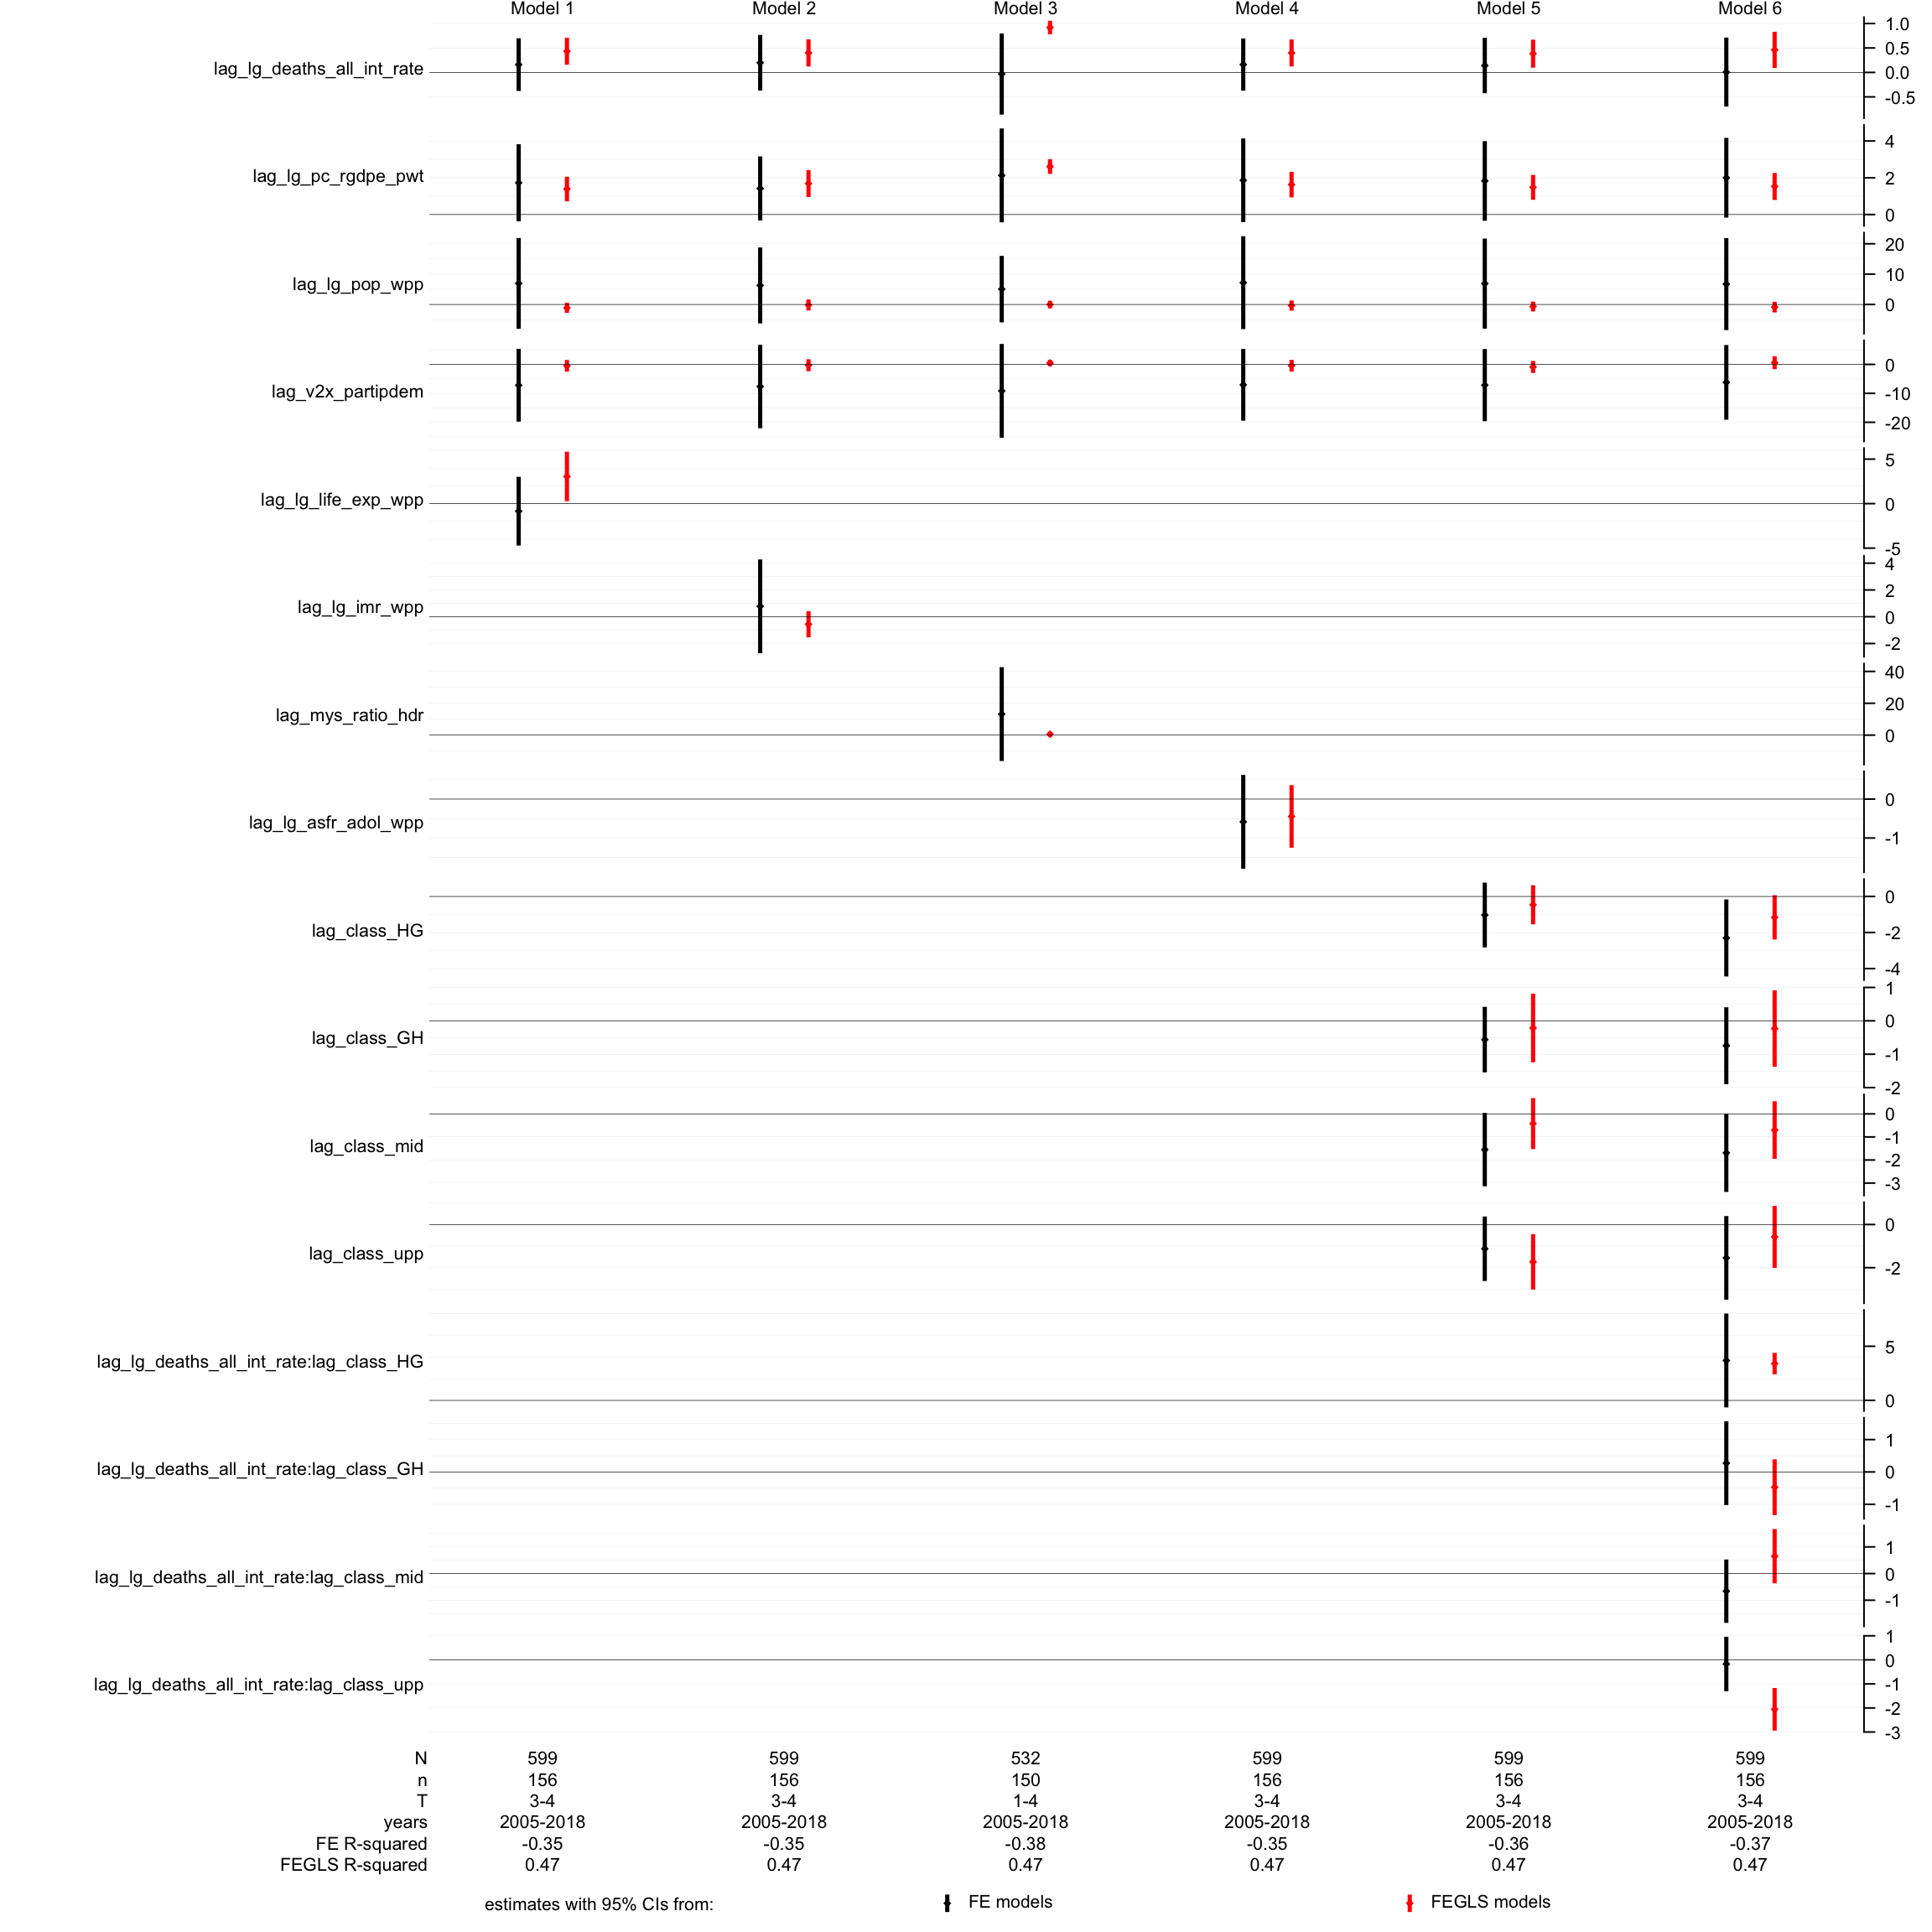 Model 1 Model 2 Model 3 Model 4 Model 5 Model 6
lag_lg_deaths_all_int_rate
1.0
0.5
0.0
-0.5
lag_lg_pc_rgdpe_pwt
4
2
0
lag_lg_pop_wpp
20
10
0
lag_v2x_partipdem
0
-10
-20
lag_lg_life_exp_wpp
5
0
-5
lag_lg_imr_wpp
4
2
0
-2
lag_mys_ratio_hdr
40
20
0
lag_lg_asfr_adol_wpp
0
-1
lag_class_HG
0
-2
-4
lag_class_GH
1
0
-1
-2
lag_class_mid
0
-1
-2
-3
lag_class_upp
0
-2
lag_lg_deaths_all_int_rate:lag_class_HG
5
0
lag_lg_deaths_all_int_rate:lag_class_GH
1
0
-1
lag_lg_deaths_all_int_rate:lag_class_mid
1
0
-1
lag_lg_deaths_all_int_rate:lag_class_upp
1
0
-1
-2
-3
N 599 599 532 599 599 599
n 156 156 150 156 156 156
T 3-4 3-4 1-4 3-4 3-4 3-4
years 2005-2018 2005-2018 2005-2018 2005-2018 2005-2018 2005-2018
FE R-squared -0.35 -0.35 -0.38 -0.35 -0.36 -0.37
FEGLS R-squared 0.47 0.47 0.47 0.47 0.47 0.47
estimates with 95% CIs from: FE models FEGLS models